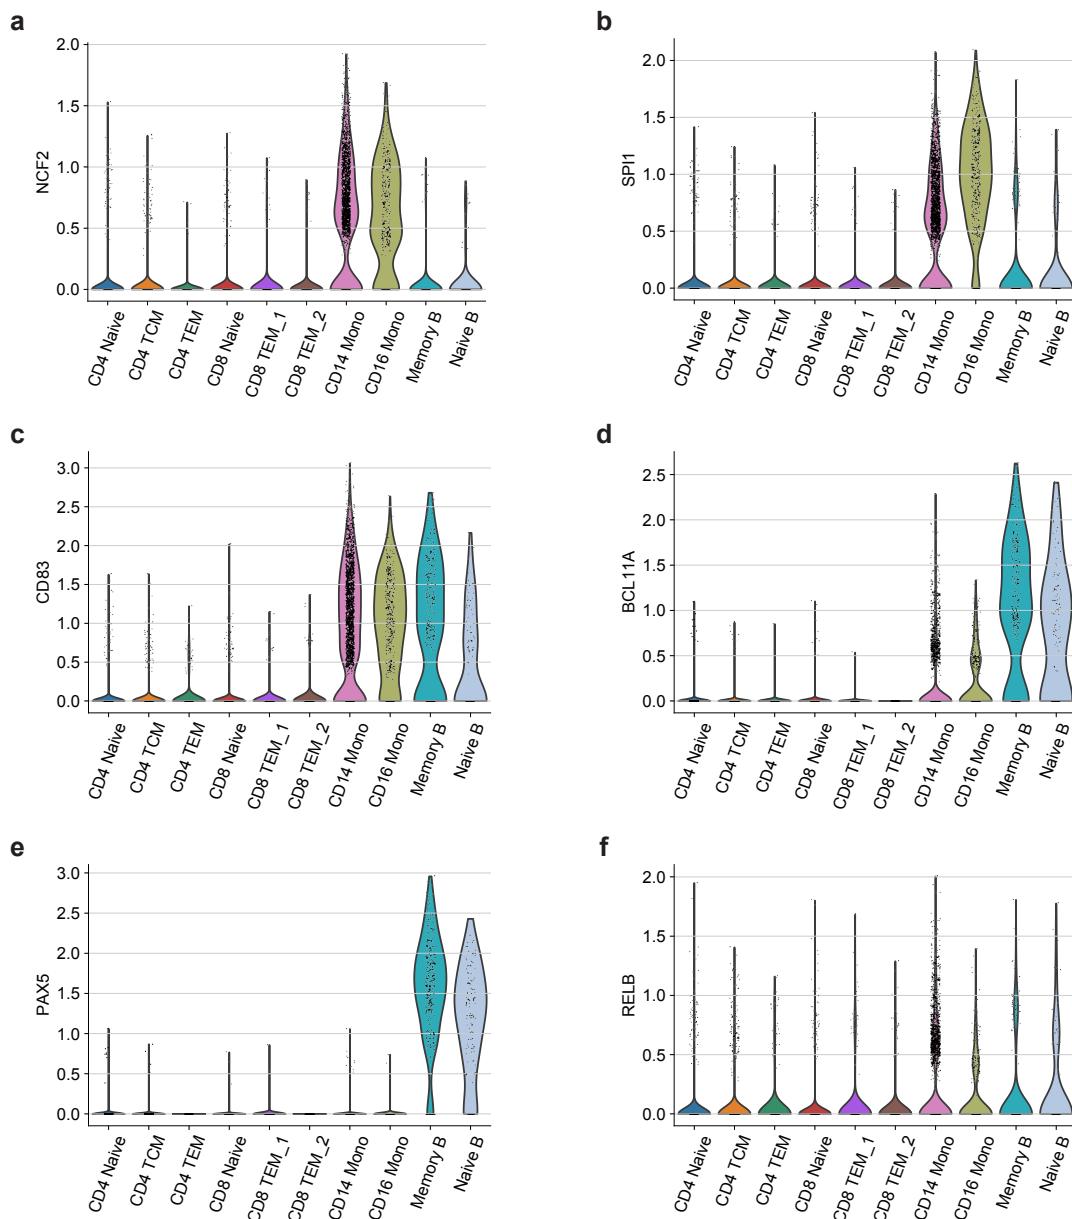 a
NCF2
2.0
1.5
1.0
0.5
0.0
CD4 Naive
CD4 TCM
CD4 TEM
CD8 Naive
CD8 TEM_1
CD8 TEM_2
CD14 Mono
CD16 Mono
Memory B
Naive B
b
SPI1
2.0
1.5
1.0
0.5
0.0
CD4 Naive
CD4 TCM
CD4 TEM
CD8 Naive
CD8 TEM_1
CD8 TEM_2
CD14 Mono
CD16 Mono
Memory B
Naive B
c
CD83
3.0
2.5
2.0
1.5
1.0
0.5
0.0
CD4 Naive
CD4 TCM
CD4 TEM
CD8 Naive
CD8 TEM_1
CD8 TEM_2
CD14 Mono
CD16 Mono
Memory B
Naive B
d
BCL11A
2.5
2.0
1.5
1.0
0.5
0.0
CD4 Naive
CD4 TCM
CD4 TEM
CD8 Naive
CD8 TEM_1
CD8 TEM_2
CD14 Mono
CD16 Mono
Memory B
Naive B
e
PAX5
3.0
2.5
2.0
1.5
1.0
0.5
0.0
CD4 Naive
CD4 TCM
CD4 TEM
CD8 Naive
CD8 TEM_1
CD8 TEM_2
CD14 Mono
CD16 Mono
Memory B
Naive B
f
RELB
2.0
1.5
1.0
0.5
0.0
CD4 Naive
CD4 TCM
CD4 TEM
CD8 Naive
CD8 TEM_1
CD8 TEM_2
CD14 Mono
CD16 Mono
Memory B
Naive B